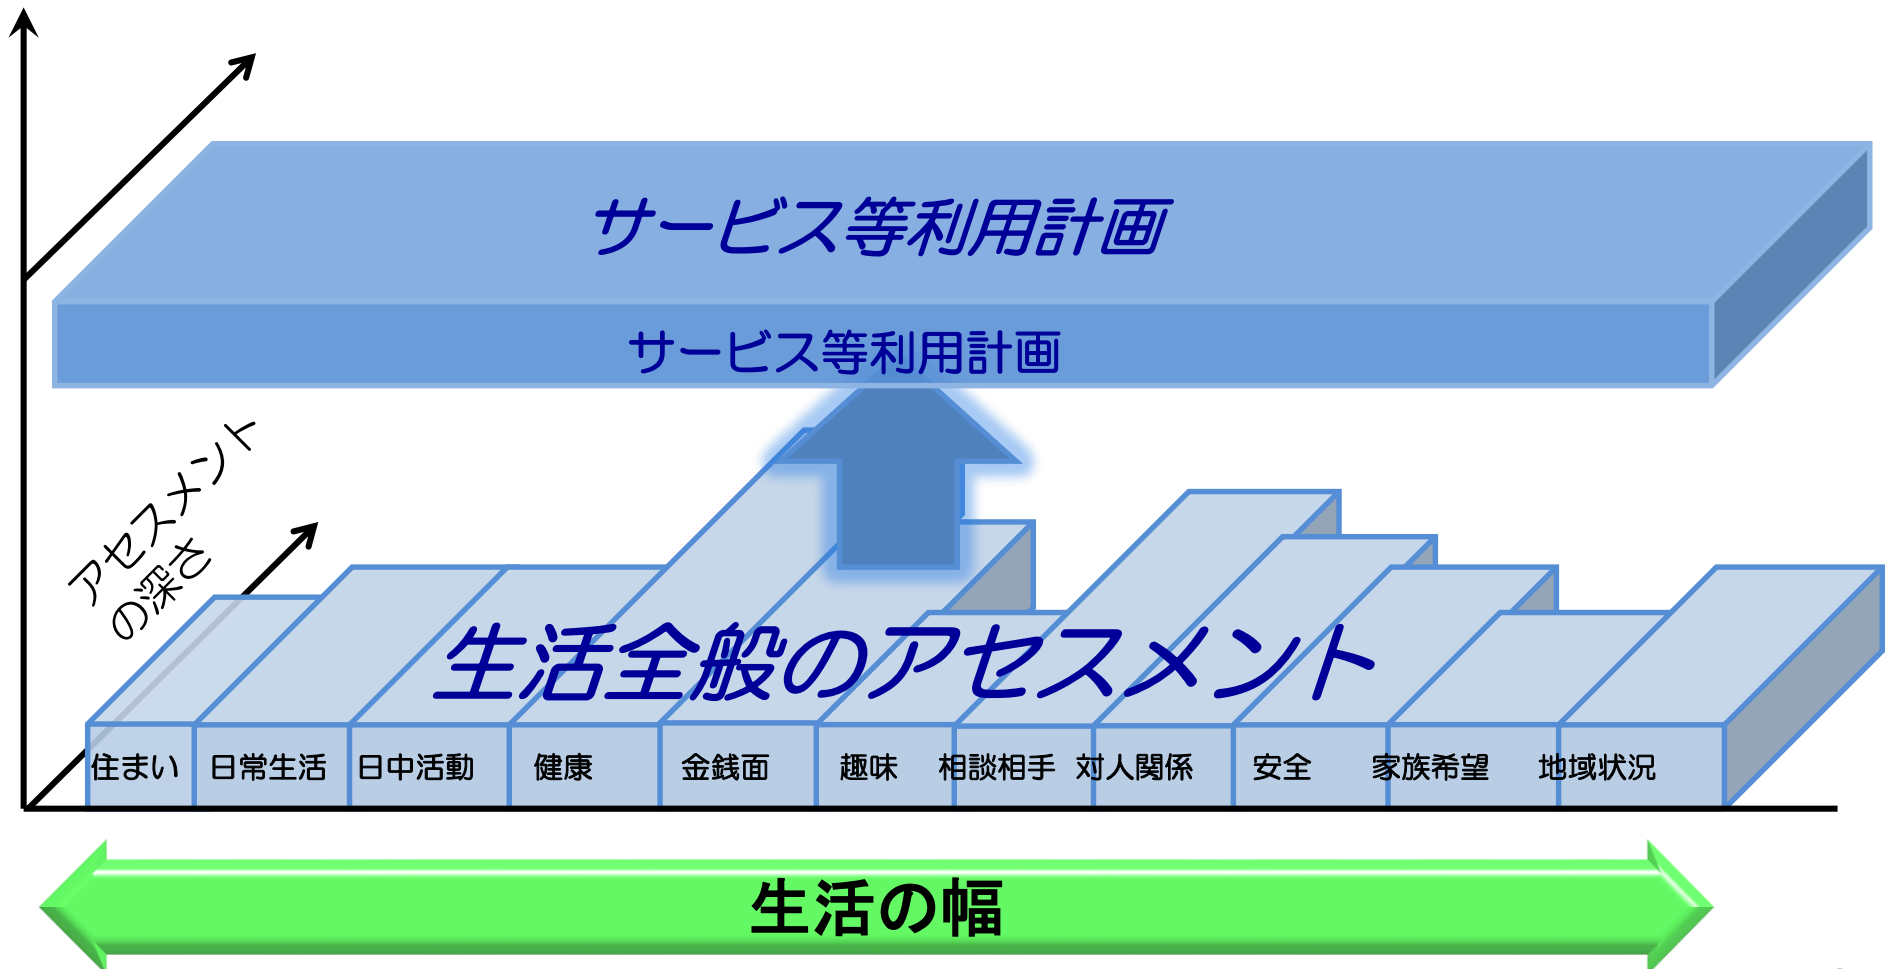 サービス等利用計画
サービス等利用計画
アセスメント
の深さ
生活全般のアセスメント
住まい
日常生活
日中活動
健康
金銭面
趣味
相談相手
対人関係
安全
家族希望
地域状況
生活の幅